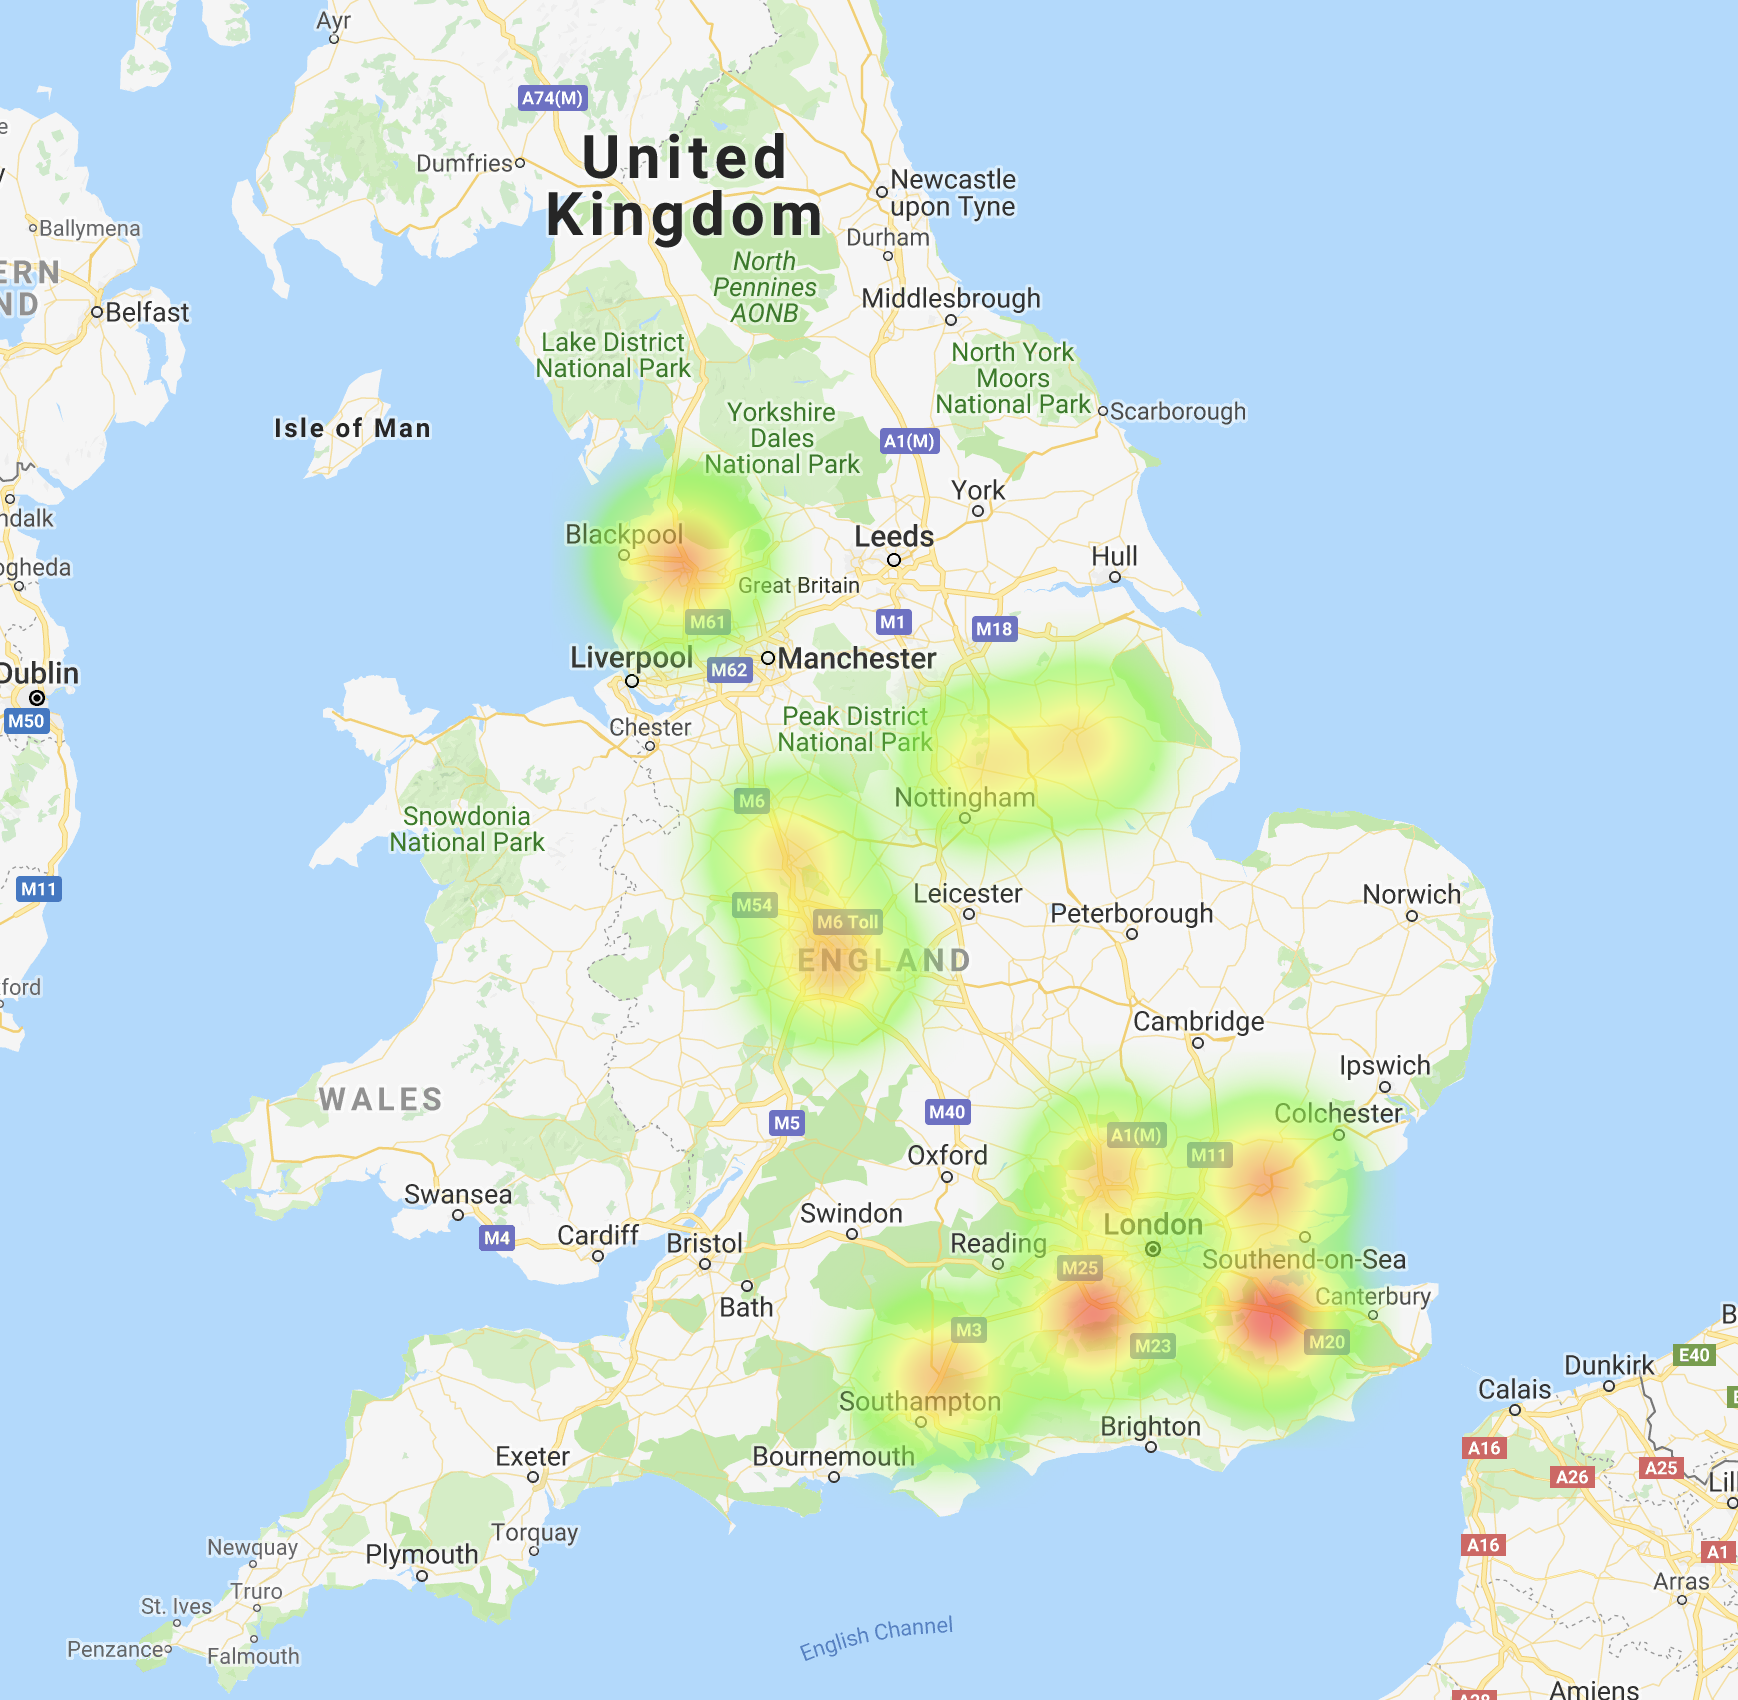 Ayr
A74(M)
United
Kingdom
Dumfries
Newcastle
upon Tyne
Durham
Ballymena
ERN
ND
Belfast
North
Pennines
AONB
Middlesbrough
Lake District
National Park
North York
Moors
National Park
Scarborough
Isle of Man
Yorkshire
Dales
National Park
A1(M)
York
ndalk
Blackpool
Leeds
Hull
ogheda
Great Britain
M61
M1
M18
Liverpool
M62
Manchester
Dublin
M50
Chester
Peak District
National Park
M6
Nottingham
Snowdonia
National Park
M11
M54
M6 Toll
Leicester
Peterborough
Norwich
ENGLAND
ford
Cambridge
Ipswich
WALES
M5
M40
Colchester
A1(M)
M11
Oxford
Swansea
M4
Cardiff
Bristol
Swindon
London
Reading
Southend-on-Sea
M25
Bath
Canterbury
M3
M23
M20
B
E40
Dunkirk
Calais
E
Southampton
Brighton
Exeter
Bournemouth
A16
A26
A25
Lill
Newquay
Torquay
Plymouth
A16
A1
Truro
St. Ives
Arras
Penzance
Falmouth
English Channel
Amiens